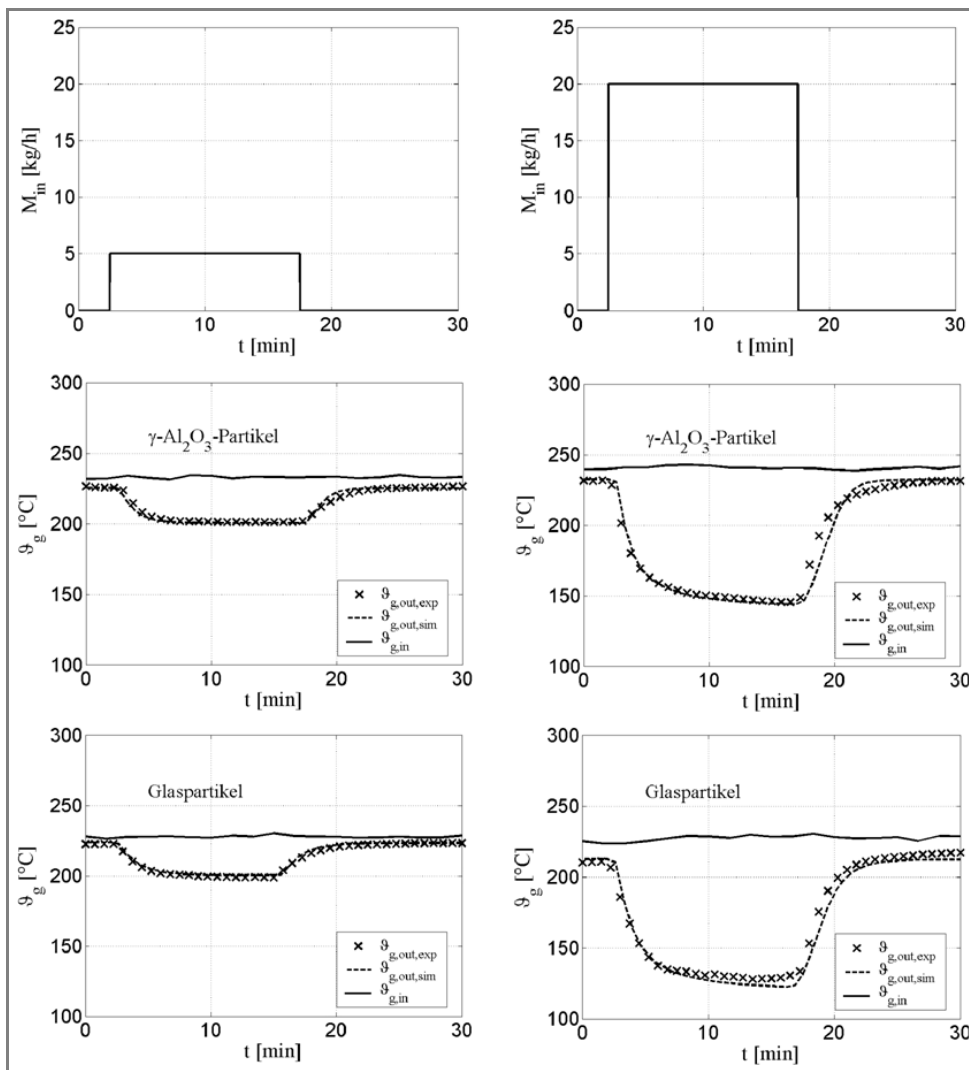 25
20
15
10
5
0
M_in [kg/h]
0 10 20 30
t [min]
25
20
15
10
5
0
M_in [kg/h]
0 10 20 30
t [min]
300
250
200
150
100
ϑ_g [°C]
γ-Al₂O₃-Partikel
ϑ_g,out,exp
ϑ_g,out,sim
ϑ_g,in
0 10 20 30
t [min]
300
250
200
150
100
ϑ_g [°C]
γ-Al₂O₃-Partikel
ϑ_g,out,exp
ϑ_g,out,sim
ϑ_g,in
0 10 20 30
t [min]
300
250
200
150
100
ϑ_g [°C]
Glaspartikel
ϑ_g,out,exp
ϑ_g,out,sim
ϑ_g,in
0 10 20 30
t [min]
300
250
200
150
100
ϑ_g [°C]
Glaspartikel
ϑ_g,out,exp
ϑ_g,out,sim
ϑ_g,in
0 10 20 30
t [min]